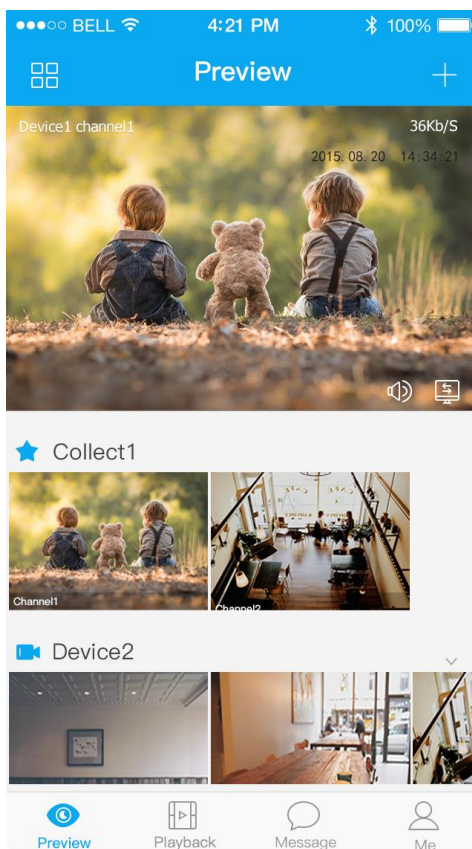 BELL 4:21 PM 100%
Preview
Device1 channel1 36Kb/S
2015. 08. 20 14:34:21
Collect1
Channel1 Channel2
Device2
Preview Playback Message Me